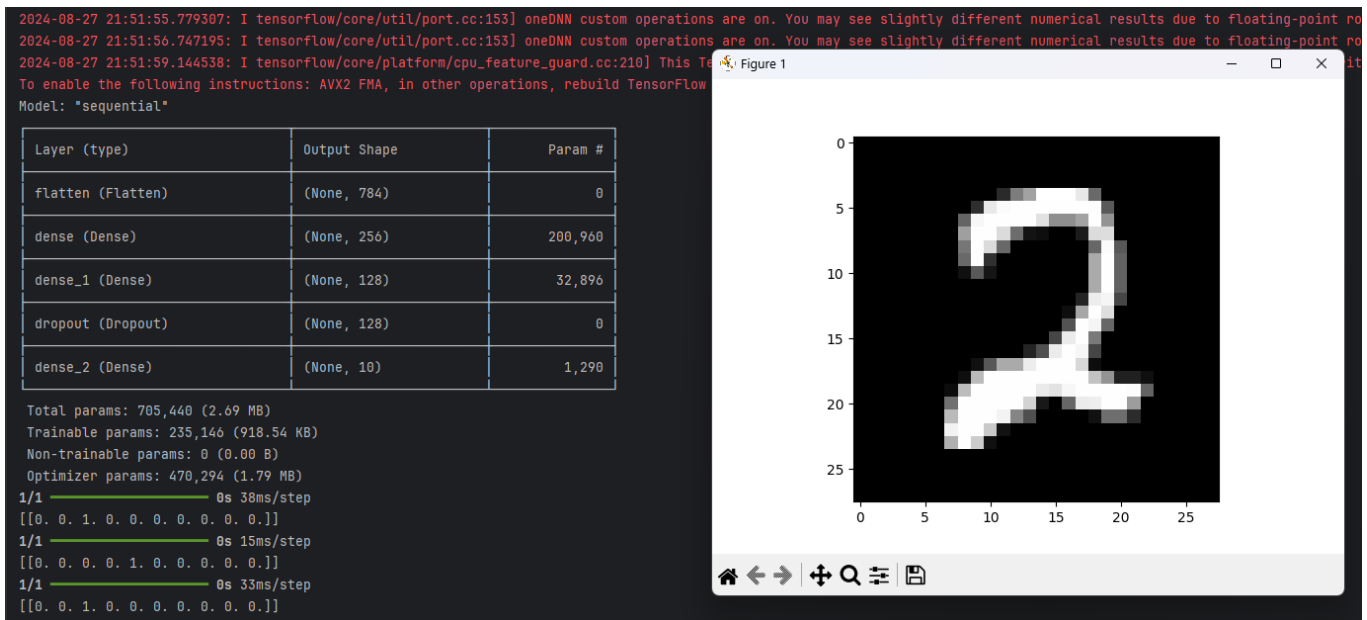 2024-08-27 21:51:55.779307: I tensorflow/core/util/port.cc:153] oneDNN custom operations are on. You may see slightly different numerical results due to floating-point ro
2024-08-27 21:51:56.747195: I tensorflow/core/util/port.cc:153] oneDNN custom operations are on. You may see slightly different numerical results due to floating-point ro
2024-08-27 21:51:59.144538: I tensorflow/core/platform/cpu_feature_guard.cc:210] This Te
To enable the following instructions: AVX2 FMA, in other operations, rebuild TensorFlow
Model: "sequential"
Layer (type) Output Shape Param #
flatten (Flatten) (None, 784) 0
dense (Dense) (None, 256) 200,960
dense_1 (Dense) (None, 128) 32,896
dropout (Dropout) (None, 128) 0
dense_2 (Dense) (None, 10) 1,290
Total params: 705,440 (2.69 MB)
Trainable params: 235,146 (918.54 KB)
Non-trainable params: 0 (0.00 B)
Optimizer params: 470,294 (1.79 MB)
1/1 0s 38ms/step
[[0. 0. 1. 0. 0. 0. 0. 0. 0. 0.]]
1/1 0s 15ms/step
[[0. 0. 0. 0. 1. 0. 0. 0. 0. 0.]]
1/1 0s 33ms/step
[[0. 0. 1. 0. 0. 0. 0. 0. 0. 0.]]
Figure 1
0
5
10
15
20
25
0 5 10 15 20 25
2